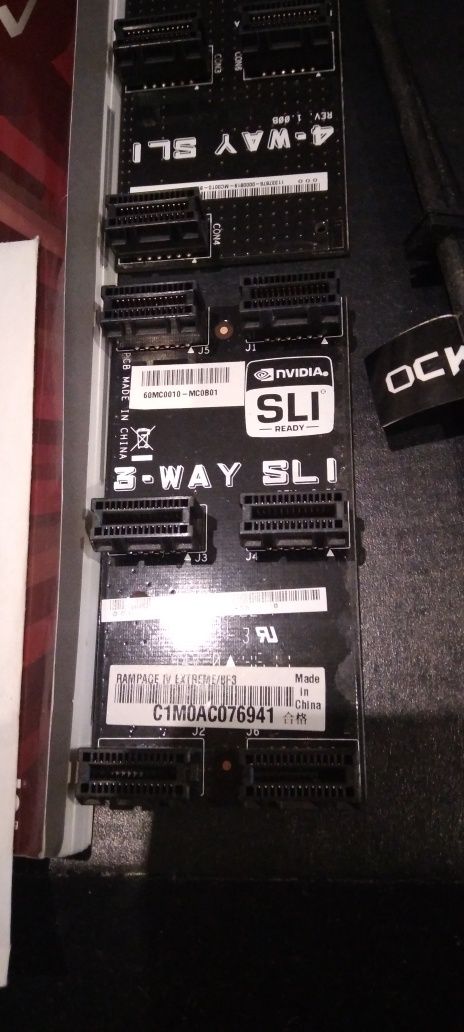 CON3
CON6
REV. 1.00B
4-WAY SLI
CON4
J5
J1
PCB MADE IN CHINA
60MC0010-MC0B01
NVIDIA®
SLI®
READY
3-WAY SLI
J3
J4
OCK
RAMPAGE IV EXTREME/BF3
Made
in
China
C1M0AC076941
合格
J2
J6